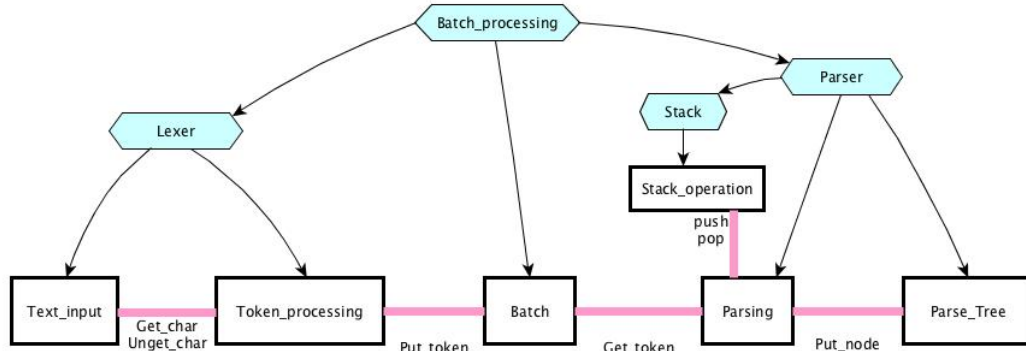 Batch_processing
Parser
Stack
Lexer
Stack_operation
push
pop
Text_input
Token_processing
Batch
Parsing
Parse_Tree
Get_char
Unget_char
Put_token
Get_token
Put_node